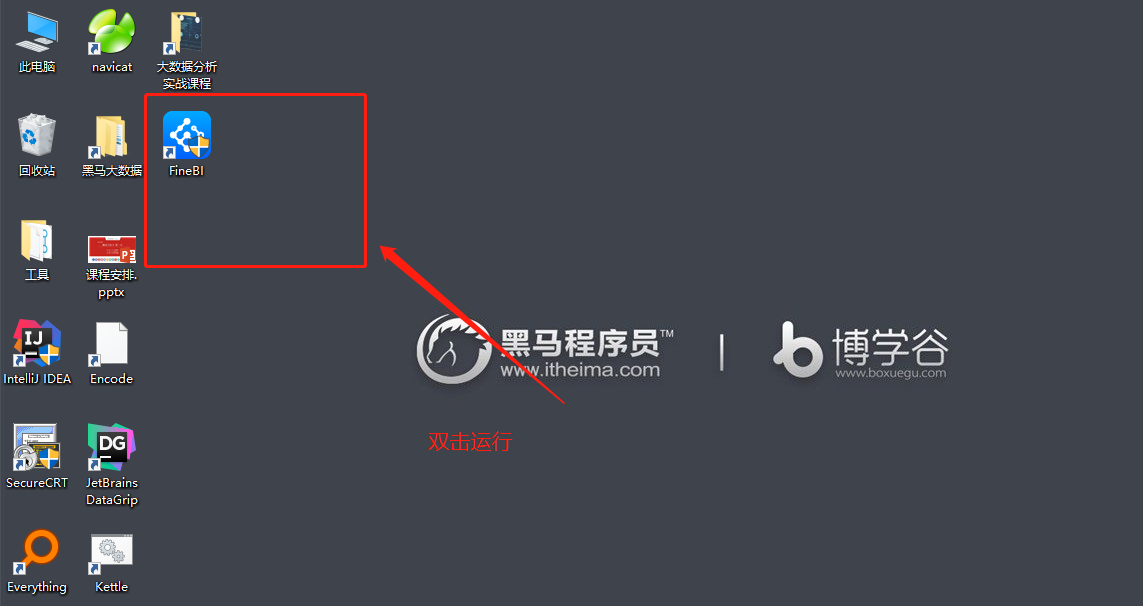 此电脑
navicat
大数据分析
实战课程
回收站
黑马大数据
FineBI
工具
课程安排.
pptx
IntelliJ IDEA
Encode
黑马程序员™
www.itheima.com
博学谷
www.boxuegu.com
双击运行
SecureCRT
JetBrains
DataGrip
Everything
Kettle
IJ
DG
P